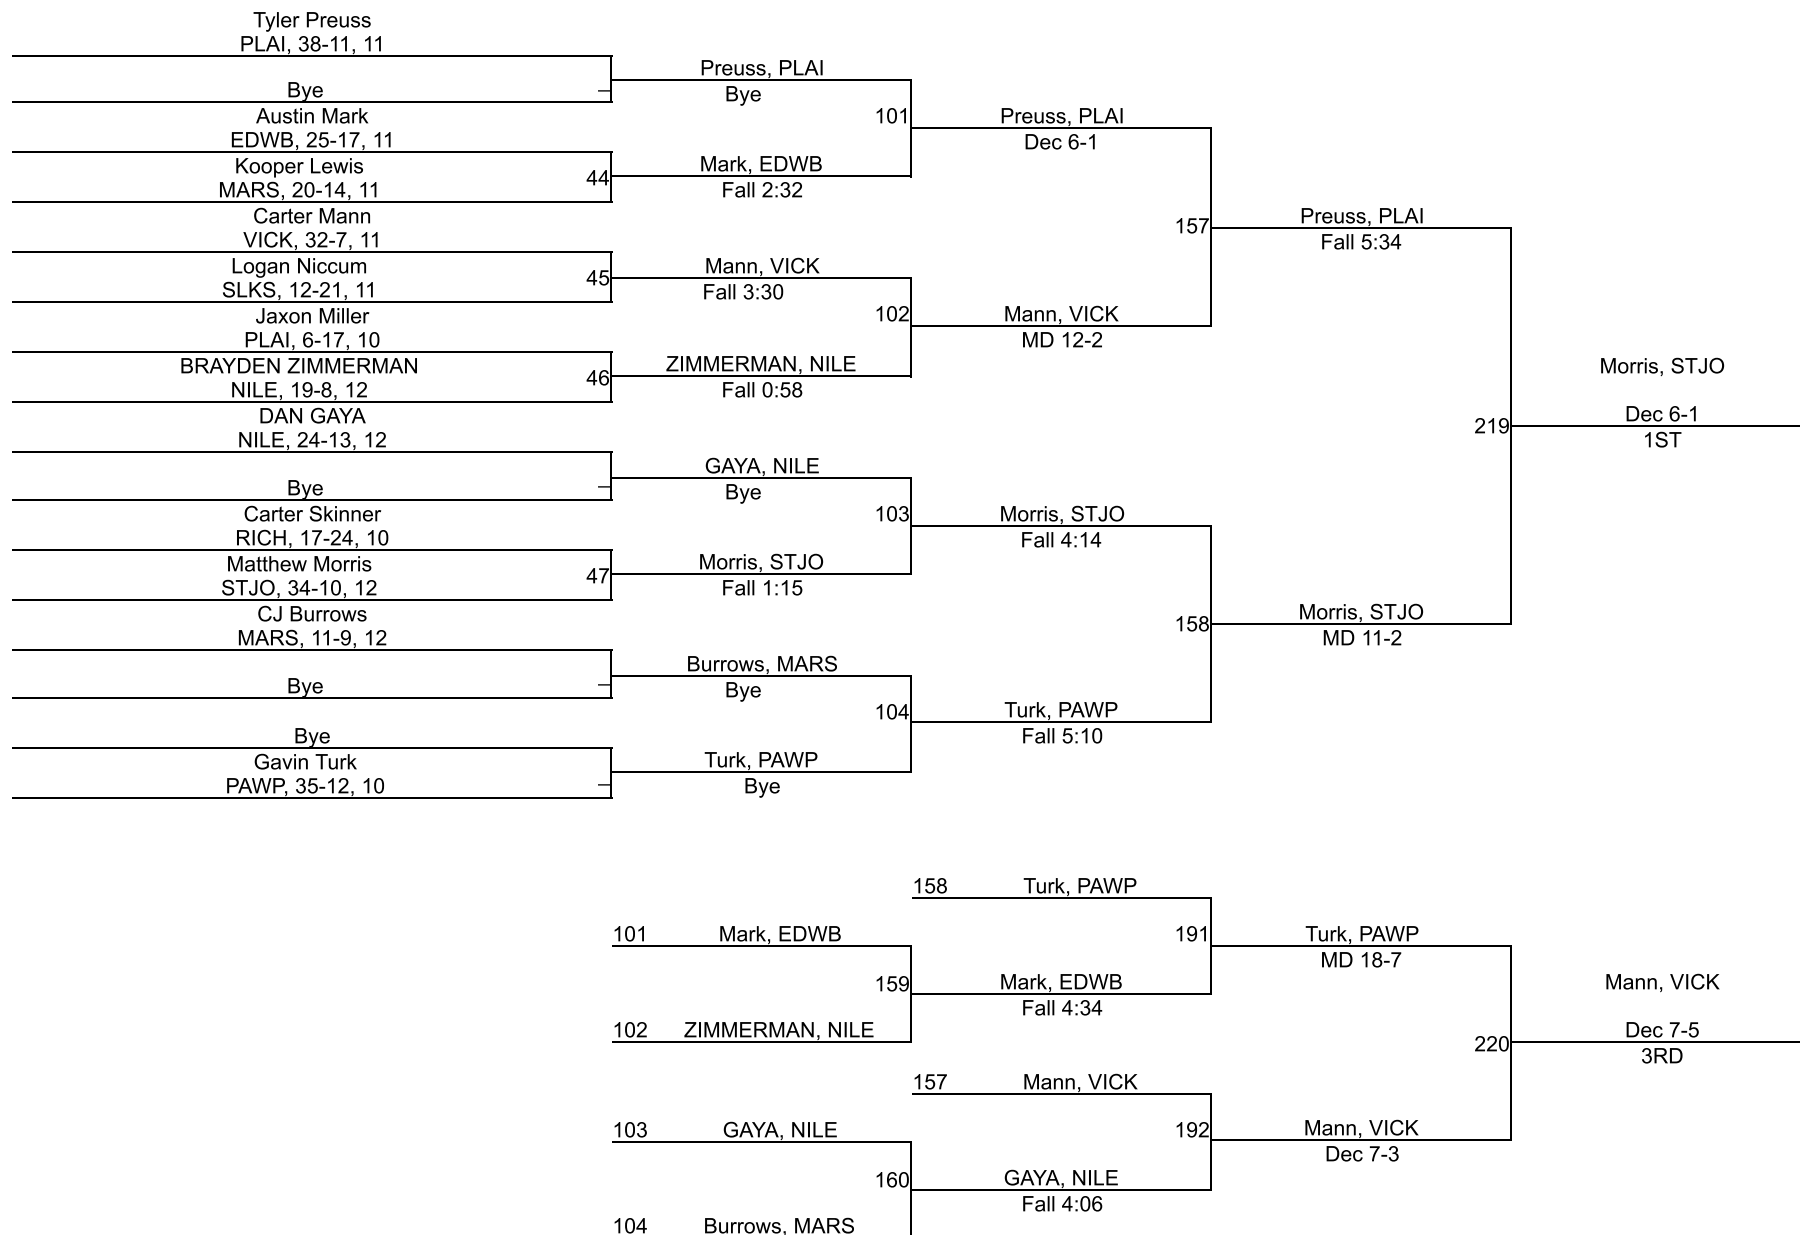 Tyler Preuss
PLAI, 38-11, 11
Bye
Austin Mark
EDWB, 25-17, 11
Kooper Lewis
MARS, 20-14, 11
44
Carter Mann
VICK, 32-7, 11
Logan Niccum
SLKS, 12-21, 11
45
Jaxon Miller
PLAI, 6-17, 10
BRAYDEN ZIMMERMAN
NILE, 19-8, 12
46
DAN GAYA
NILE, 24-13, 12
Bye
Carter Skinner
RICH, 17-24, 10
Matthew Morris
STJO, 34-10, 12
47
CJ Burrows
MARS, 11-9, 12
Bye
Bye
Gavin Turk
PAWP, 35-12, 10
Preuss, PLAI
Bye
101
Mark, EDWB
Fall 2:32
Mann, VICK
Fall 3:30
102
ZIMMERMAN, NILE
Fall 0:58
GAYA, NILE
Bye
103
Morris, STJO
Fall 1:15
Burrows, MARS
Bye
104
Turk, PAWP
Bye
Preuss, PLAI
Dec 6-1
157
Mann, VICK
MD 12-2
Morris, STJO
Fall 4:14
158
Turk, PAWP
Fall 5:10
Preuss, PLAI
Fall 5:34
219
Morris, STJO
MD 11-2
Morris, STJO
Dec 6-1
1ST
158 Turk, PAWP
101 Mark, EDWB
159
102 ZIMMERMAN, NILE
191
Mark, EDWB
Fall 4:34
157 Mann, VICK
103 GAYA, NILE
160
104 Burrows, MARS
192
GAYA, NILE
Fall 4:06
Turk, PAWP
MD 18-7
220
Mann, VICK
Dec 7-3
Mann, VICK
Dec 7-5
3RD